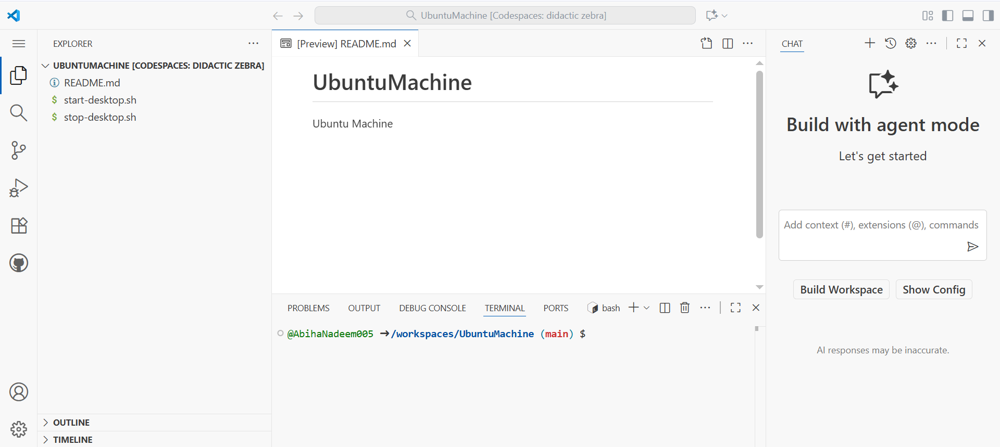 UbuntuMachine [Codespaces: didactic zebra]
EXPLORER
UBUNTUMACHINE [CODESPACES: DIDACTIC ZEBRA]
README.md
$ start-desktop.sh
$ stop-desktop.sh
OUTLINE
TIMELINE
[Preview] README.md
UbuntuMachine
Ubuntu Machine
PROBLEMS OUTPUT DEBUG CONSOLE TERMINAL PORTS bash
@AbihaNadeem005 ➜/workspaces/UbuntuMachine (main) $
CHAT
Build with agent mode
Let's get started
Add context (#), extensions (@), commands
Build Workspace Show Config
AI responses may be inaccurate.